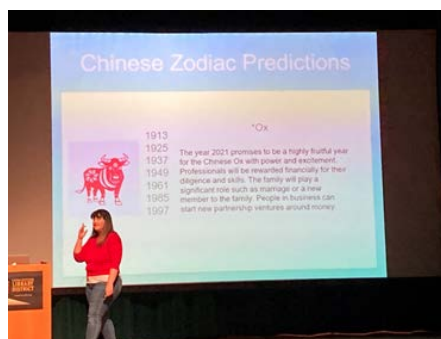 Chinese Zodiac Predictions
*Ox
1913
1925
1937
1949
1961
1985
1997
The year 2021 promises to be a highly fruitful year
for the Chinese Ox with power and excitement.
Professionals will be rewarded financially for their
diligence and skills. The family will play a
significant role such as marriage or a new
member to the family. People in business can
start new partnership ventures around money
LIBRARY
DISTRICT